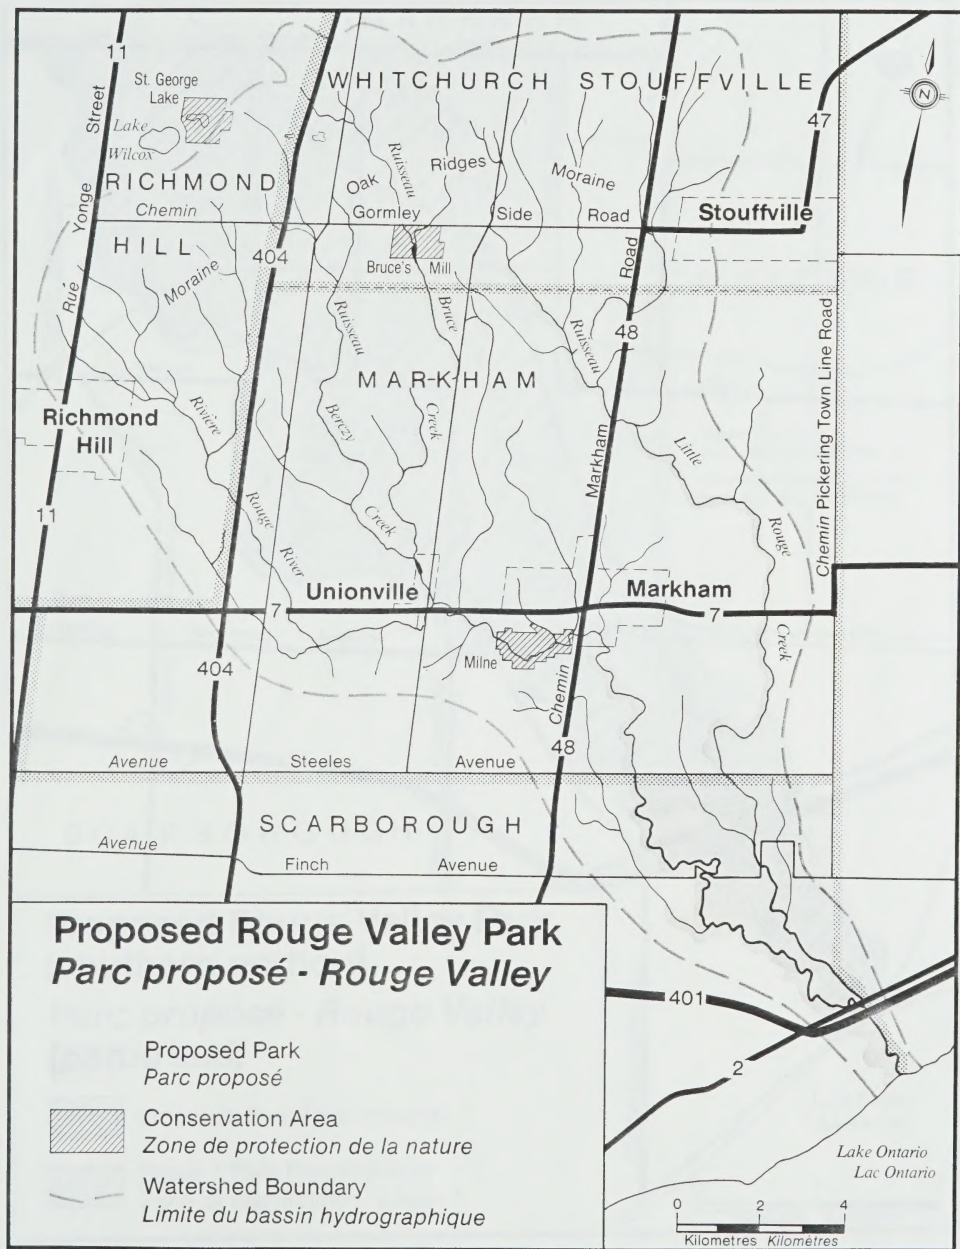 11
47
St. George
Lake
Lake
Wilcox
WHITCHURCH STOUFFVILLE
N
48
Street
Yonge
Rué
RICHMOND
HILL
Chemin
Moraine
Oak
Ridges
Moraine
Ruisseau
Gormley
Side
Road
Stouffville
Bruce's Mill
404
Road
48
Markham
Chemin
Chemin Pickering Town Line Road
Ruisseau
Berczy
Creek
Bruce
Creek
Ruisseau
Little
Rouge
Creek
MARKHAM
Richmond
Hill
Rivière
Rouge
River
11
Unionville
Markham
7
7
Milne
404
48
Avenue
Steeles
Avenue
SCARBOROUGH
Avenue
Finch
Avenue
401
2
Lake Ontario
Lac Ontario
Proposed Rouge Valley Park
Parc proposé - Rouge Valley
Proposed Park
Parc proposé
Conservation Area
Zone de protection de la nature
Watershed Boundary
Limite du bassin hydrographique
0 2 4
Kilometres Kilomètres